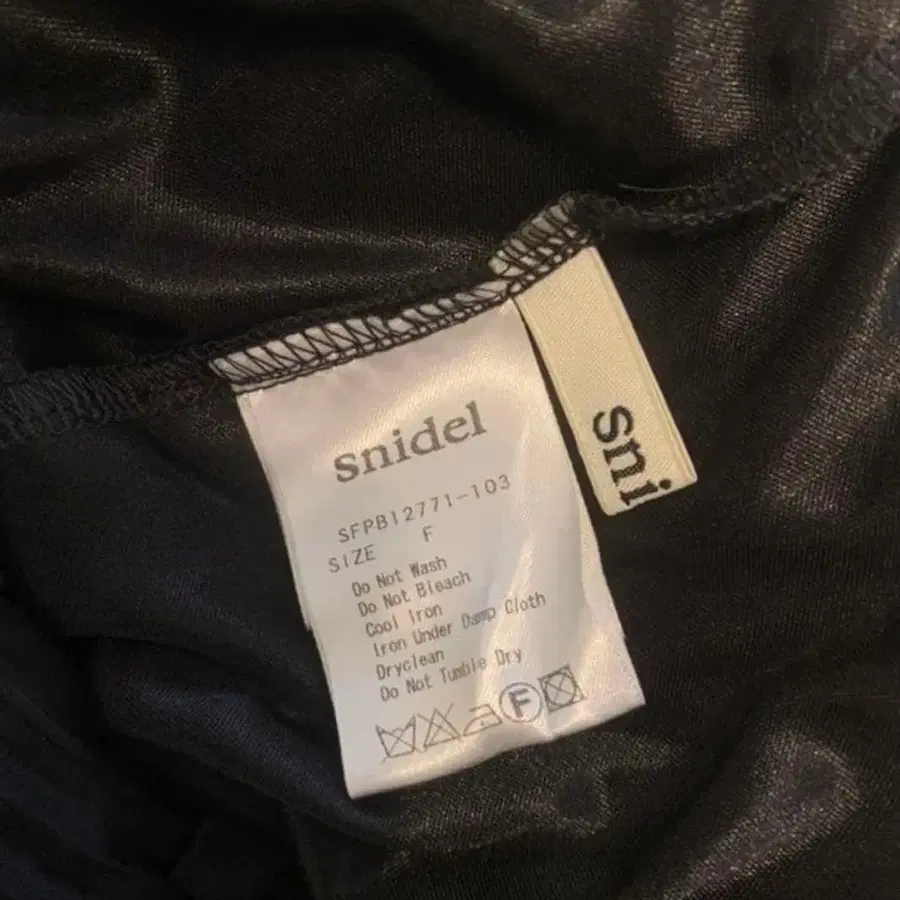 snidel
SFPB12771-103
SIZE F
Do Not Wash
Do Not Bleach
Cool Iron
Iron Under Damp Cloth
Dryclean
Do Not Tumble Dry
F
sni